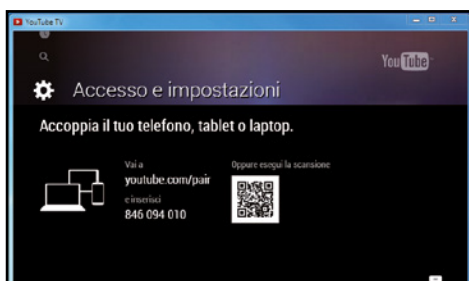 YouTube TV
YouTube
Accesso e impostazioni
Accoppia il tuo telefono, tablet o laptop.
Vai a
youtube.com/pair
e inserisci
846 094 010
Oppure esegui la scansione